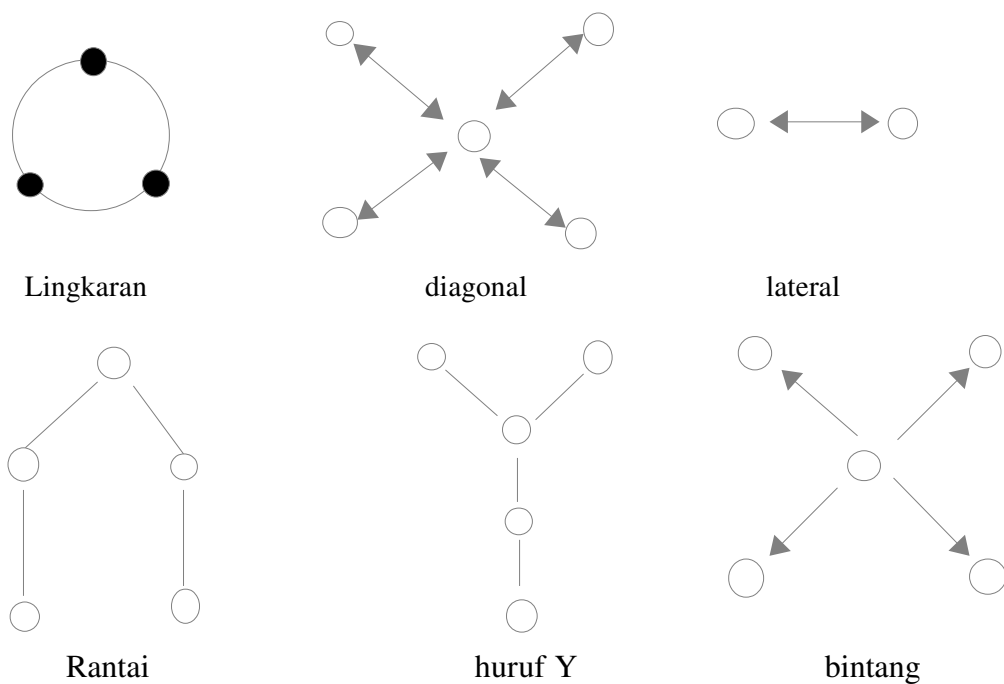 Lingkaran
diagonal
lateral
Rantai
huruf Y
bintang